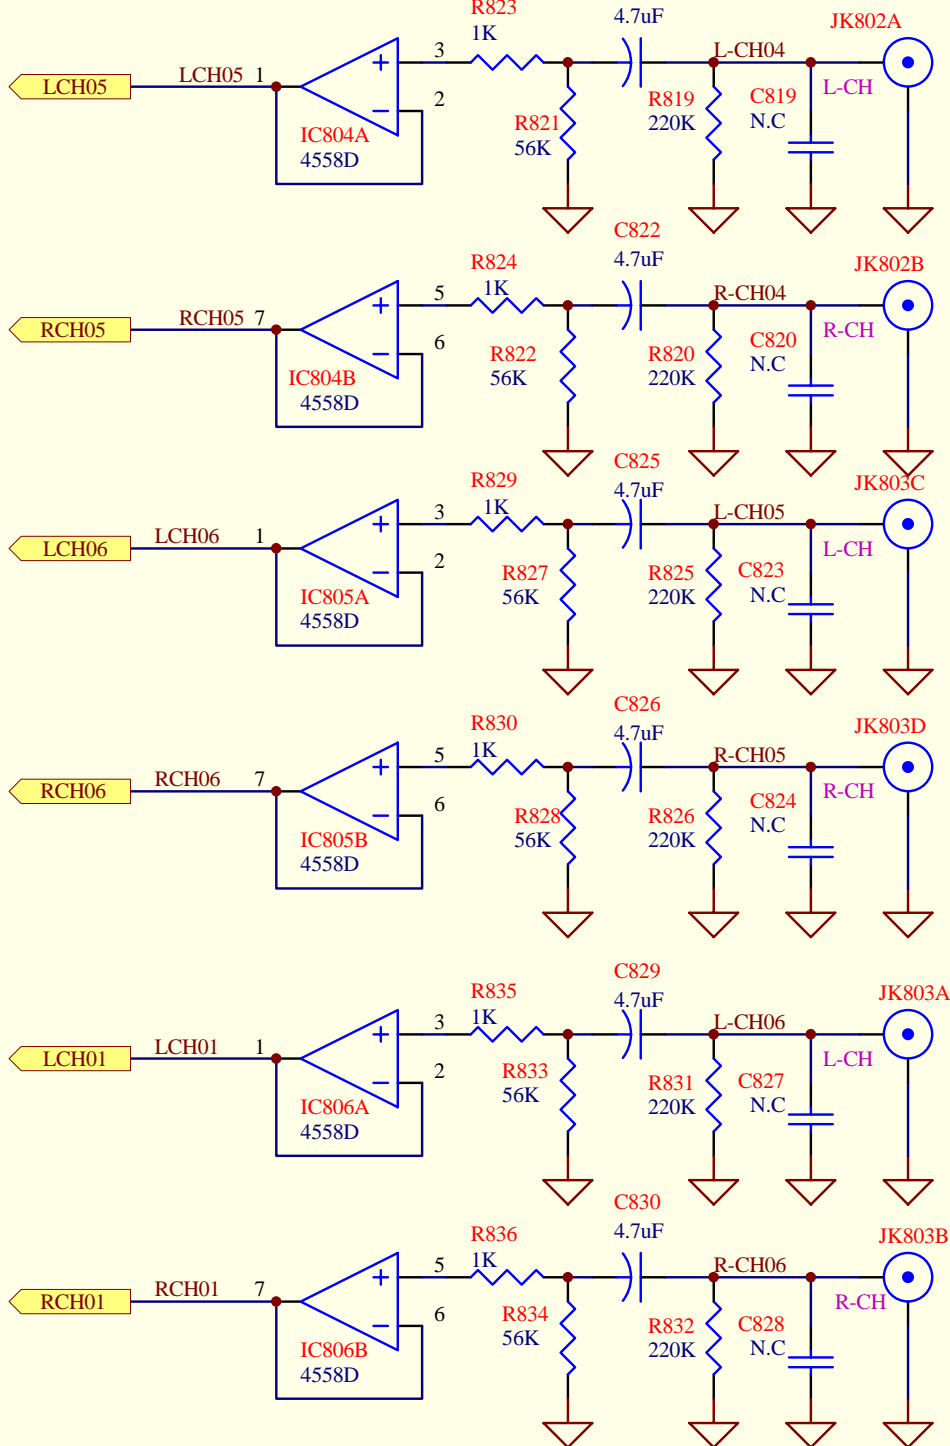 R823
1K
4.7uF
JK802A
LCH05
LCH05
1
3
2
L-CH04
L-CH
R821
56K
R819
220K
C819
N.C
IC804A
4558D
C822
4.7uF
R824
1K
JK802B
RCH05
RCH05
7
5
6
R-CH04
R-CH
R822
56K
R820
220K
C820
N.C
IC804B
4558D
C825
4.7uF
R829
1K
JK803C
LCH06
LCH06
1
3
2
L-CH05
L-CH
R827
56K
R825
220K
C823
N.C
IC805A
4558D
C826
4.7uF
R830
1K
JK803D
RCH06
RCH06
7
5
6
R-CH05
R-CH
R828
56K
R826
220K
C824
N.C
IC805B
4558D
C829
4.7uF
R835
1K
JK803A
LCH01
LCH01
1
3
2
L-CH06
L-CH
R833
56K
R831
220K
C827
N.C
IC806A
4558D
C830
4.7uF
R836
1K
JK803B
RCH01
RCH01
7
5
6
R-CH06
R-CH
R834
56K
R832
220K
C828
N.C
IC806B
4558D